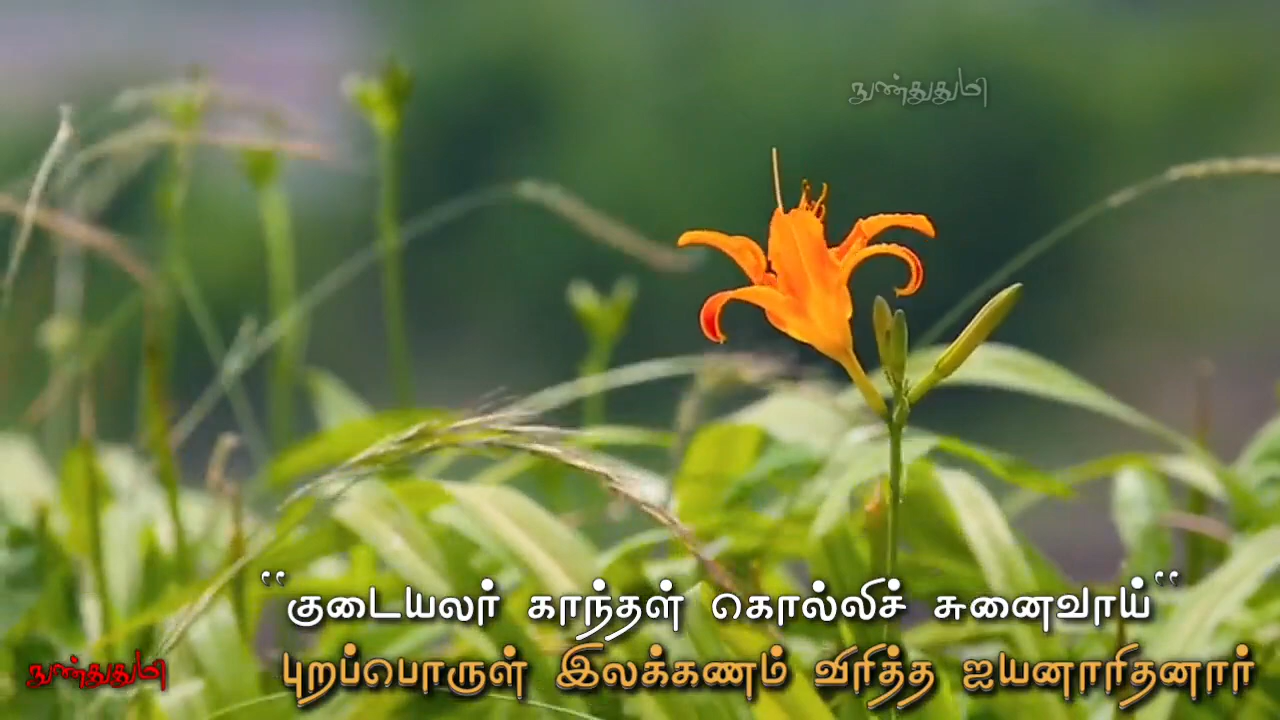 நுண்துதுமி
"குடையலர் காந்தள் கொல்லிச் சுனைவாய்"
நுண்துதுமி
புறப்பொருள் இலக்கணம் விரித்த ஐயனாரிதனார்